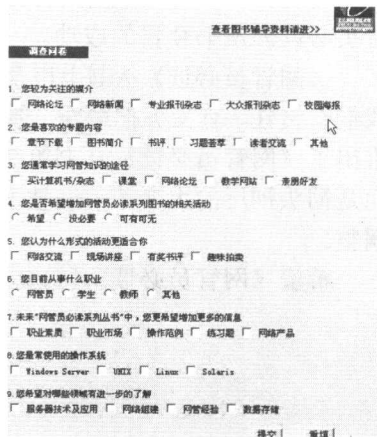 查看图书辅导资料请进>>
调查问卷
1. 您较为关注的媒介
网络论坛 网络新闻 专业报刊杂志 大众报刊杂志 校园海报
2. 您是喜欢的专题内容
章节下载 图书简介 书评 习题荟萃 读者交流 其他
3. 您通常学习网管知识的途径
买计算机书/杂志 课堂 网络论坛 教学网站 亲朋好友
4. 您是否希望增加网管员必读系列图书的相关活动
希望 没必要 可有可无
5. 您认为什么形式的活动更适合你
网络交流 现场讲座 有奖书评 趣味拍卖
6. 您目前从事什么职业
网管员 学生 教师 其他
7. 未来“网管员必读系列丛书”中，您更希望增加更多的信息
职业素质 职业市场 操作范例 练习题 网络产品
8. 您最常使用的操作系统
Windows Server UNIX Linux Solaris
9. 您希望对哪些领域有进一步的了解
服务器技术及应用 网络组建 网管经验 数据存储
提交 重填